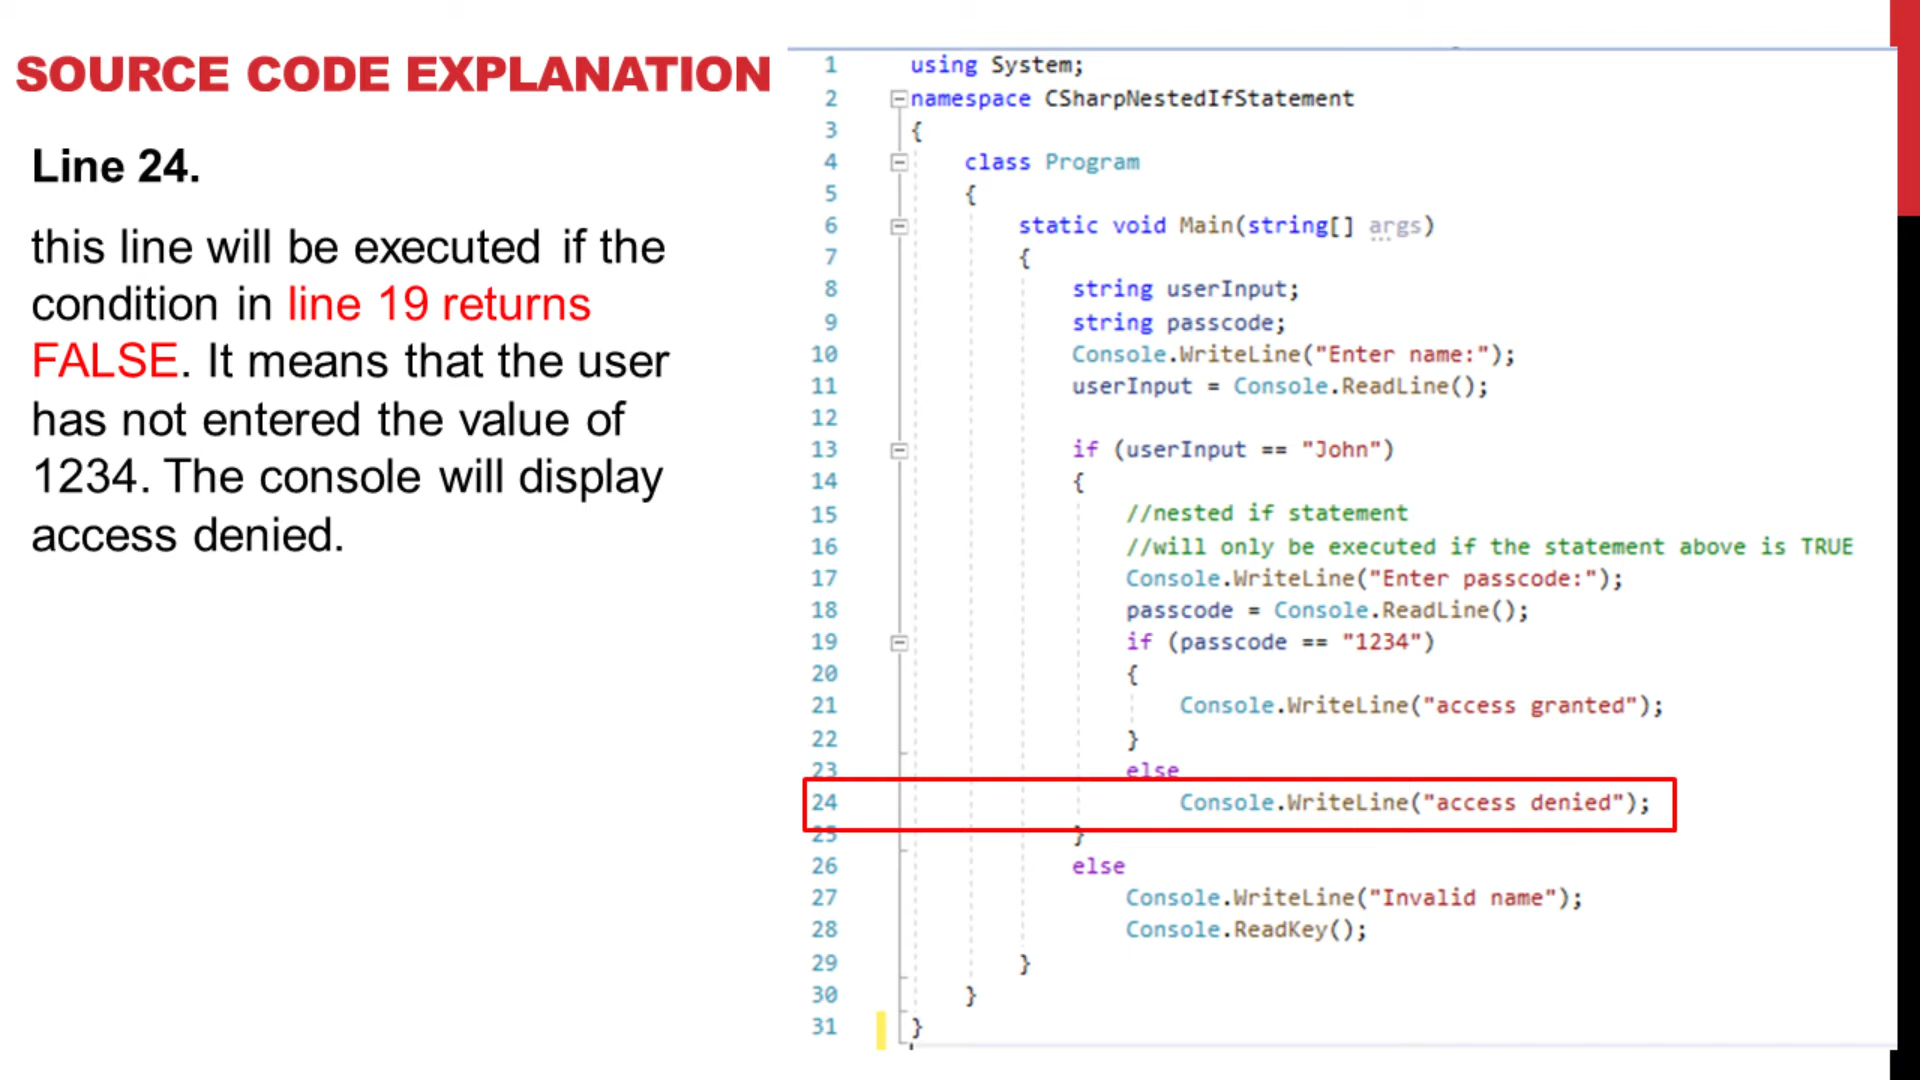 SOURCE CODE EXPLANATION
Line 24.
this line will be executed if the
condition in line 19 returns
FALSE. It means that the user
has not entered the value of
1234. The console will display
access denied.
1 using System;
2 namespace CSharpNestedIfStatement
3 {
4 class Program
5 {
6 static void Main(string[] args)
7 {
8 string userInput;
9 string passcode;
10 Console.WriteLine("Enter name:");
11 userInput = Console.ReadLine();
12
13 if (userInput == "John")
14 {
15 //nested if statement
16 //will only be executed if the statement above is TRUE
17 Console.WriteLine("Enter passcode:");
18 passcode = Console.ReadLine();
19 if (passcode == "1234")
20 {
21 Console.WriteLine("access granted");
22 }
23 else
24 Console.WriteLine("access denied");
25 }
26 else
27 Console.WriteLine("Invalid name");
28 Console.ReadKey();
29 }
30 }
31 }